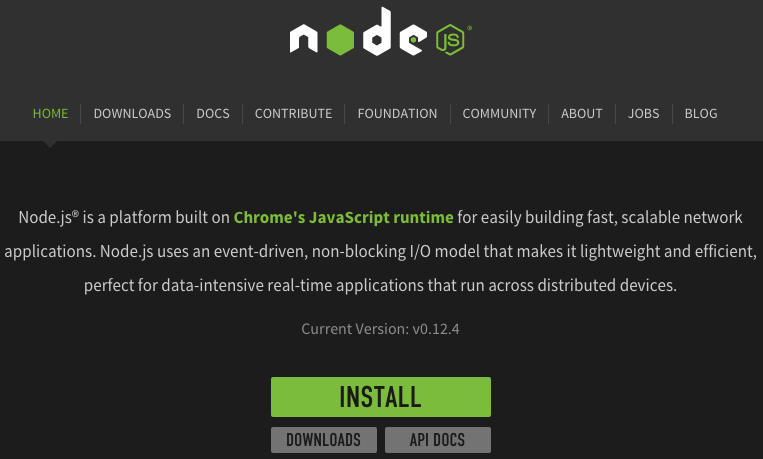 node JS®
HOME DOWNLOADS DOCS CONTRIBUTE FOUNDATION COMMUNITY ABOUT JOBS BLOG
Node.js® is a platform built on Chrome's JavaScript runtime for easily building fast, scalable network
applications. Node.js uses an event-driven, non-blocking I/O model that makes it lightweight and efficient,
perfect for data-intensive real-time applications that run across distributed devices.
Current Version: v0.12.4
INSTALL
DOWNLOADS API DOCS